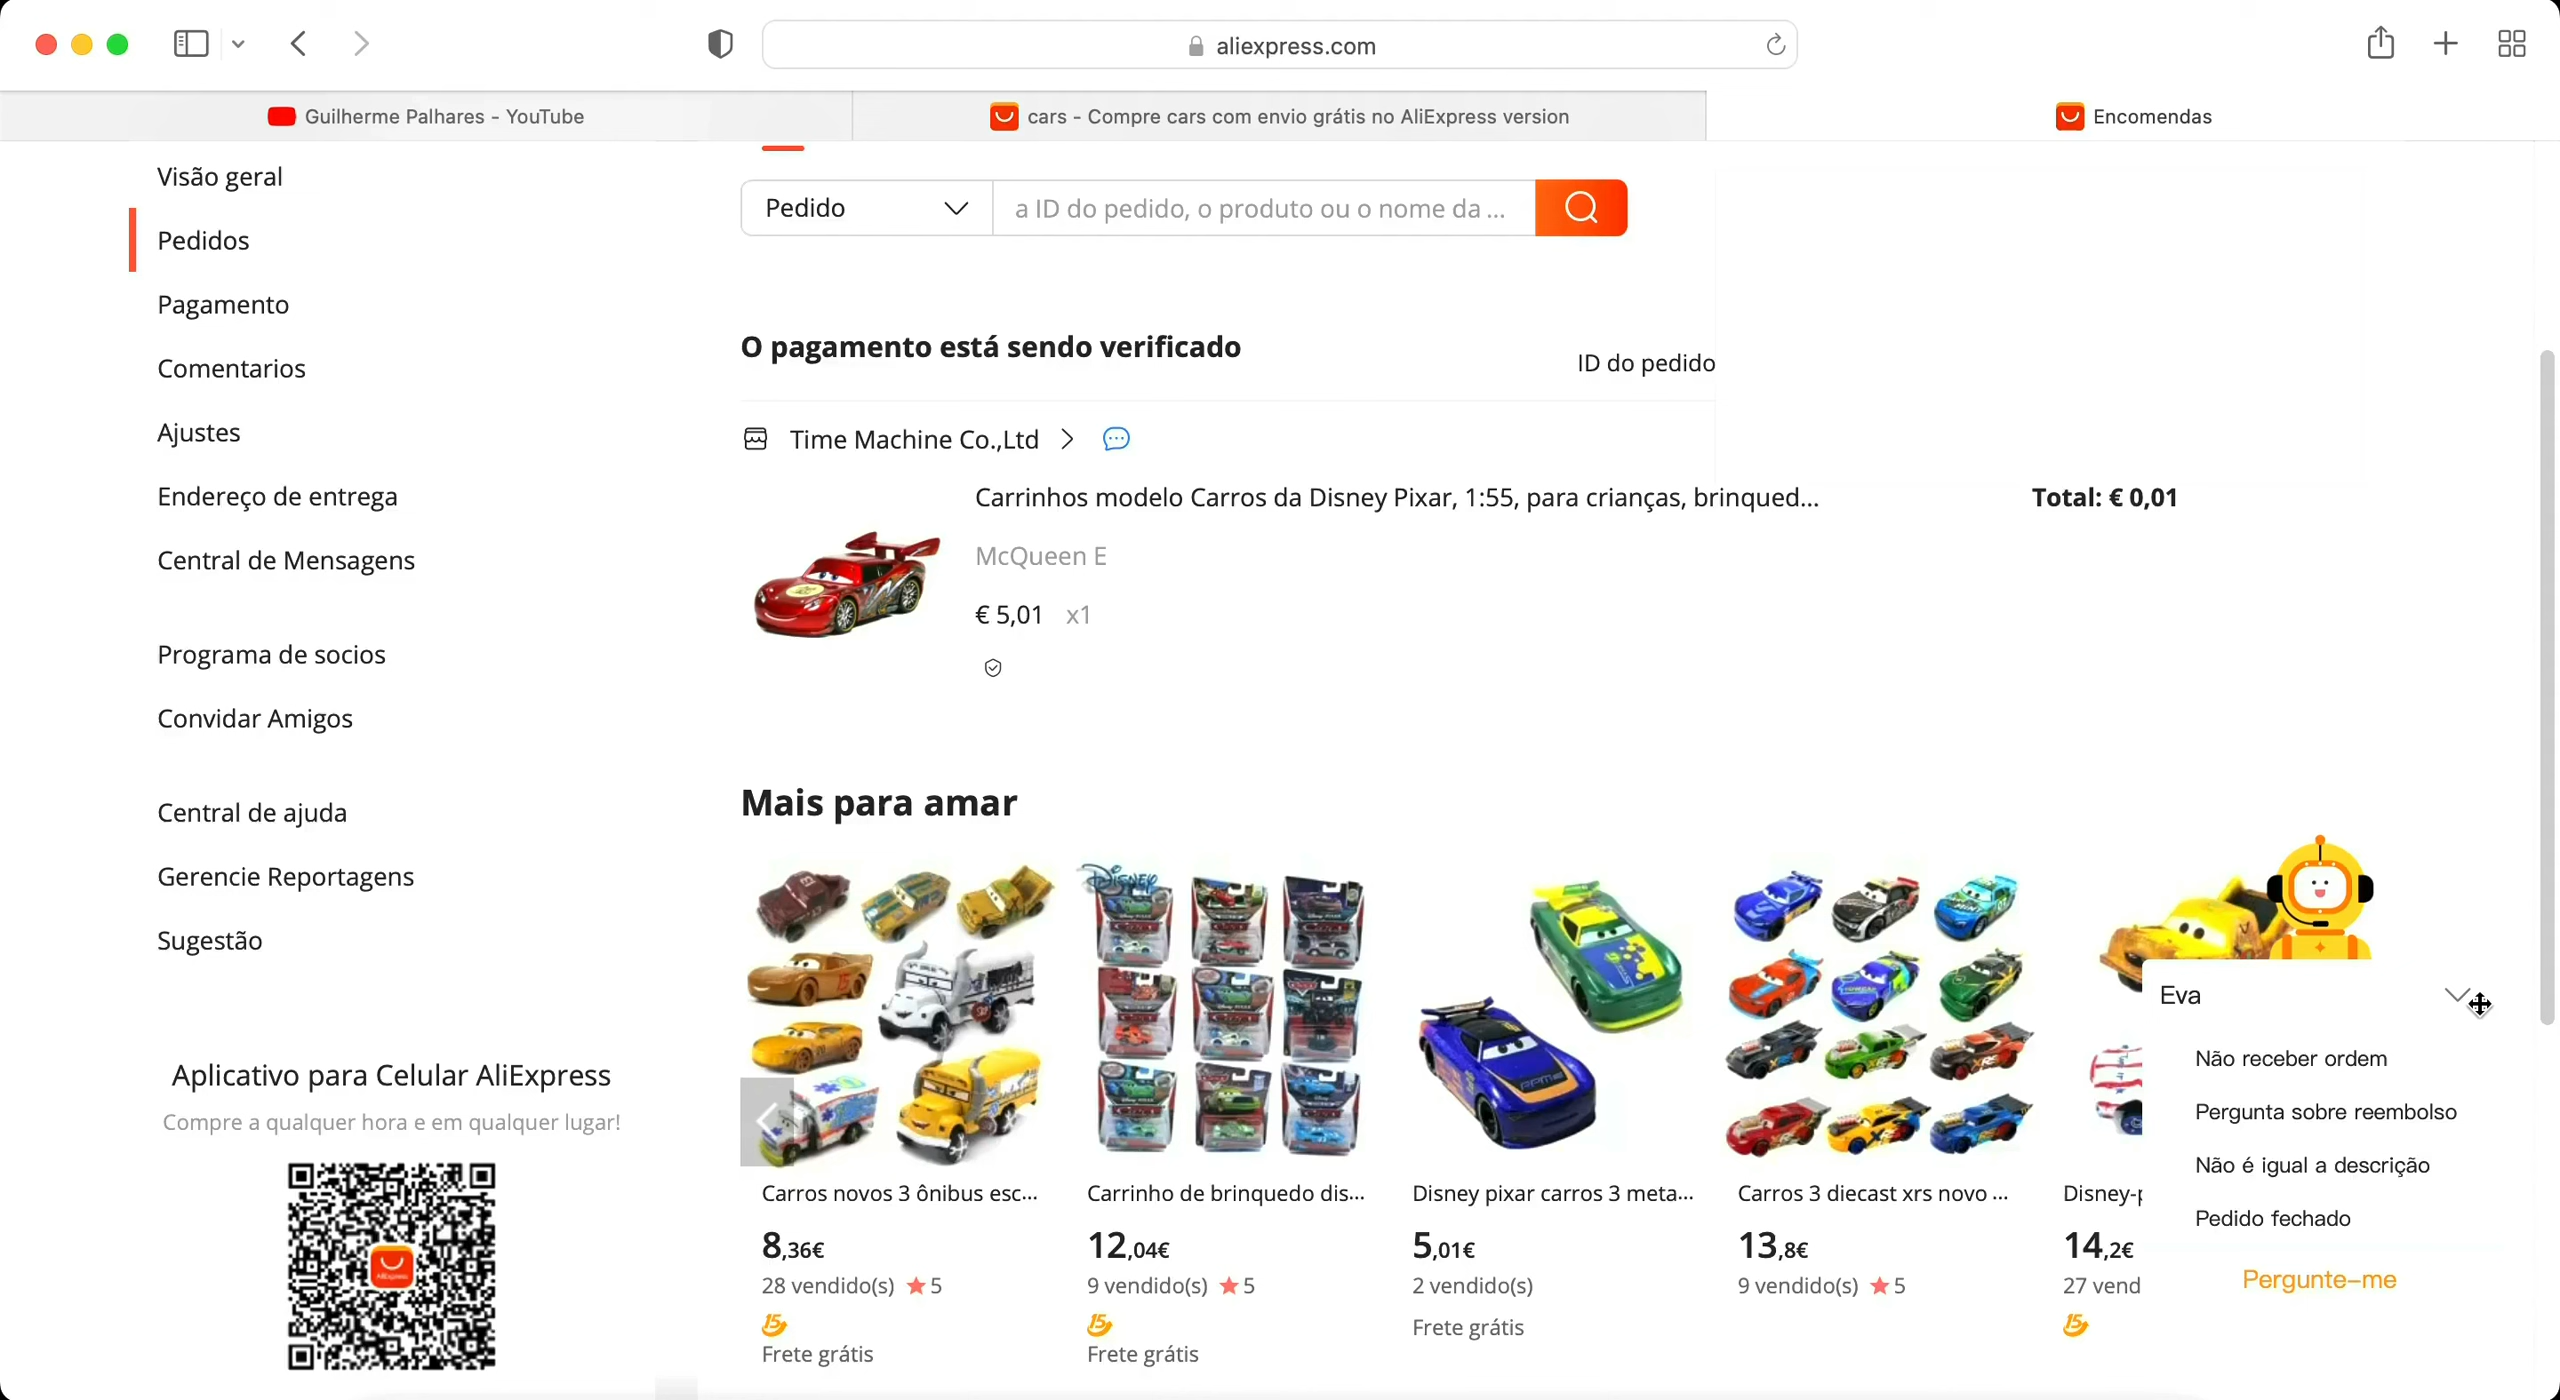 aliexpress.com
Guilherme Palhares - YouTube
cars - Compre cars com envio grátis no AliExpress version
Encomendas
Visão geral
Pedidos
Pagamento
Comentarios
Ajustes
Endereço de entrega
Central de Mensagens
Programa de socios
Convidar Amigos
Central de ajuda
Gerencie Reportagens
Sugestão
Aplicativo para Celular AliExpress
Compre a qualquer hora e em qualquer lugar!
Pedido
a ID do pedido, o produto ou o nome da ...
O pagamento está sendo verificado
ID do pedido
Time Machine Co.,Ltd
Carrinhos modelo Carros da Disney Pixar, 1:55, para crianças, brinqued...
Total: € 0,01
McQueen E
€ 5,01 x1
Mais para amar
Carros novos 3 ônibus esc...
8,36€
28 vendido(s) 5
Frete grátis
Carrinho de brinquedo dis...
12,04€
9 vendido(s) 5
Frete grátis
Disney pixar carros 3 meta...
5,01€
2 vendido(s)
Frete grátis
Carros 3 diecast xrs novo ...
13,8€
9 vendido(s) 5
Disney-p
14,2€
27 vend
Eva
Não receber ordem
Pergunta sobre reembolso
Não é igual a descrição
Pedido fechado
Pergunte-me